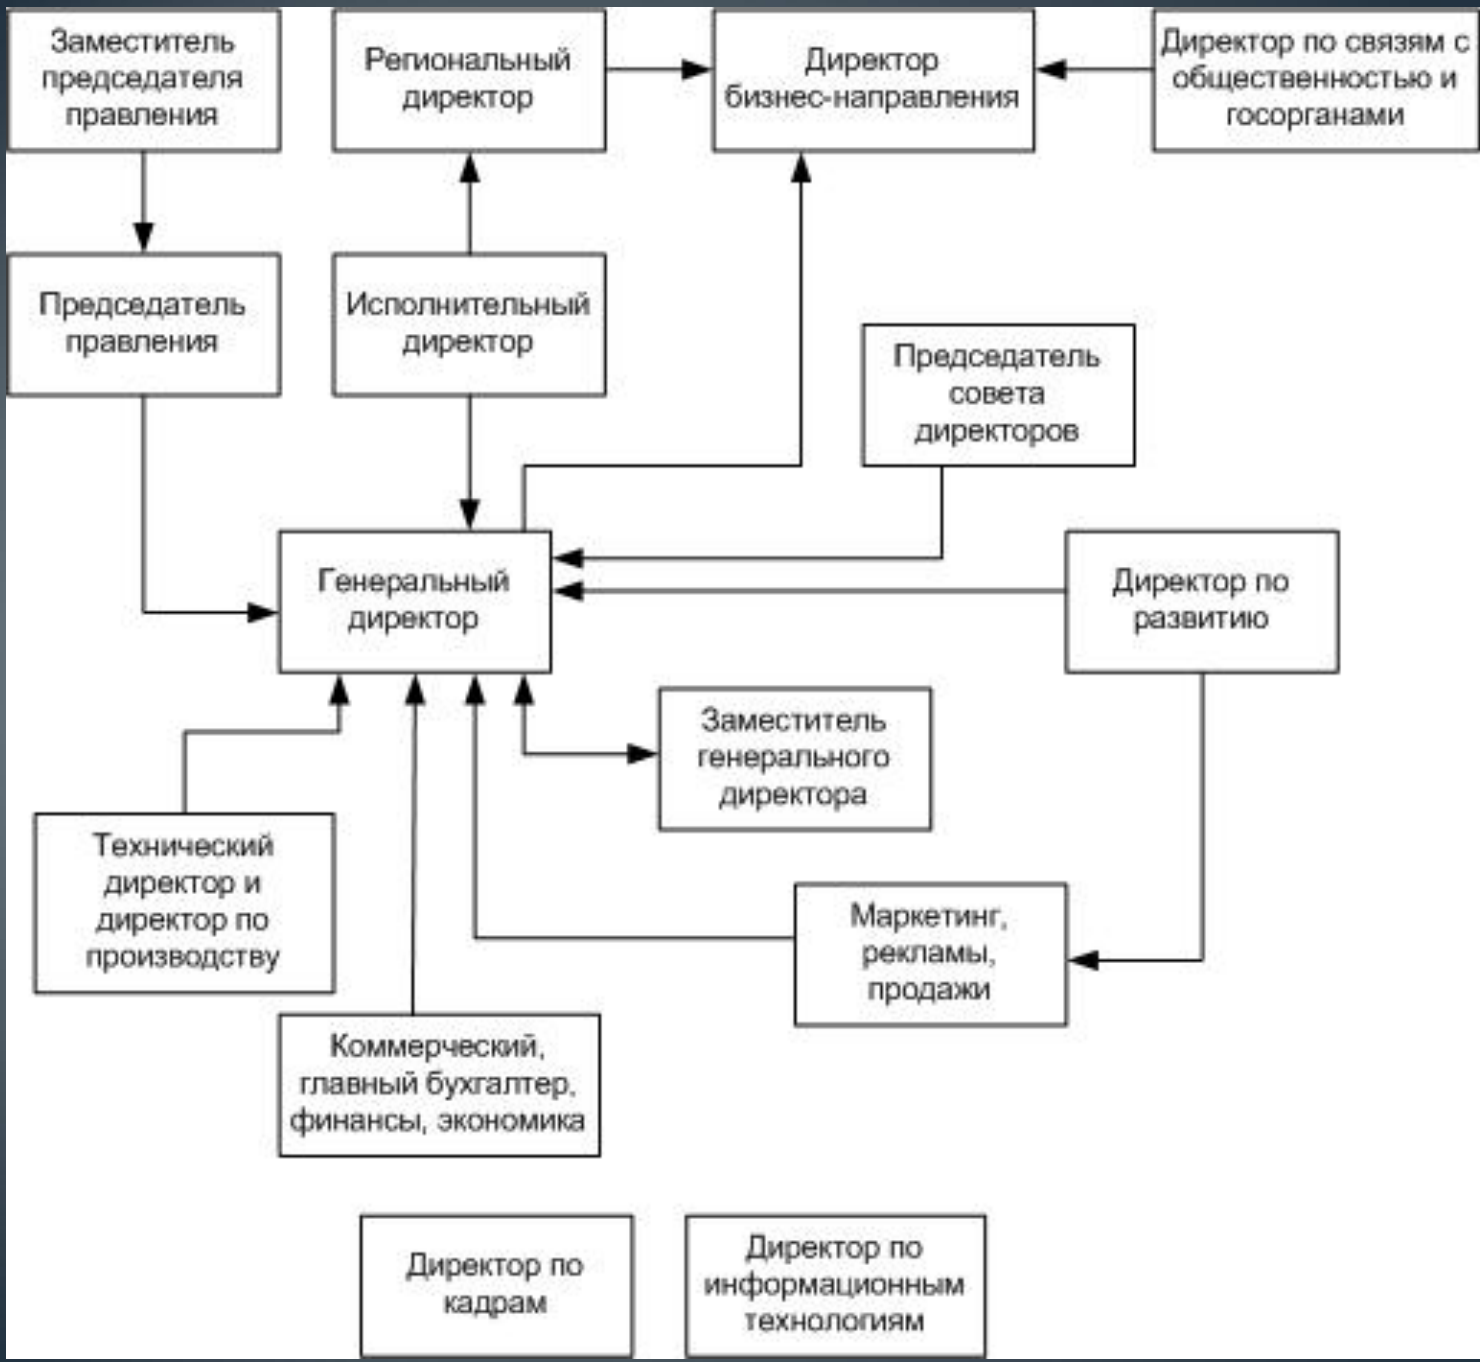 Заместитель
председателя
правления
Региональный
директор
Директор
бизнес-направления
Директор по связям с
общественностью и
госорганами
Председатель
правления
Исполнительный
директор
Председатель
совета
директоров
Генеральный
директор
Директор по
развитию
Заместитель
генерального
директора
Технический
директор и
директор по
производству
Маркетинг,
рекламы,
продажи
Коммерческий,
главный бухгалтер,
финансы, экономика
Директор по
кадрам
Директор по
информационным
технологиям